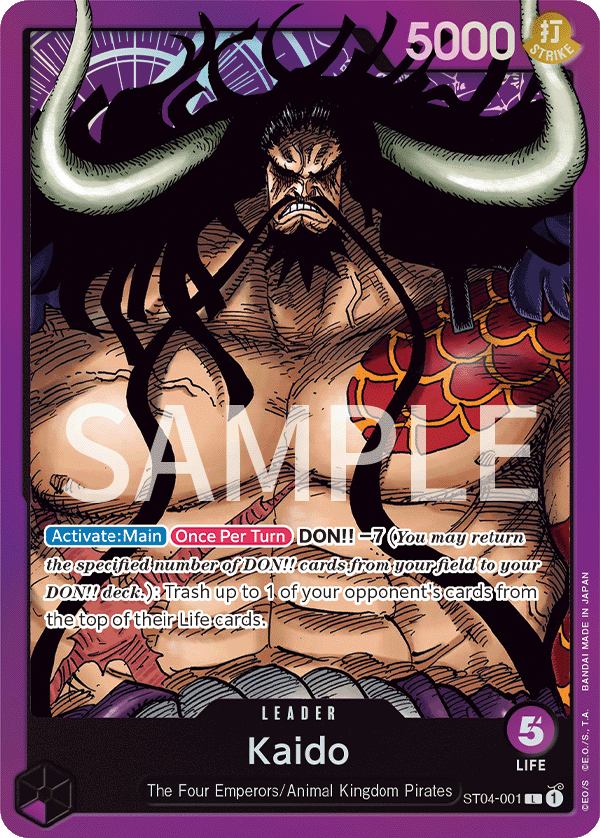 5000
打
STRIKE
SAMPLE
Activate:Main Once Per Turn DON!! −7 (You may return
the specified number of DON!! cards from your field to your
DON!! deck.): Trash up to 1 of your opponent's cards from
the top of their Life cards.
LEADER
Kaido
5
LIFE
The Four Emperors/Animal Kingdom Pirates
ST04-001 L 1
©E.O./S ©E.O./S., T.A. BANDAI MADE IN JAPAN